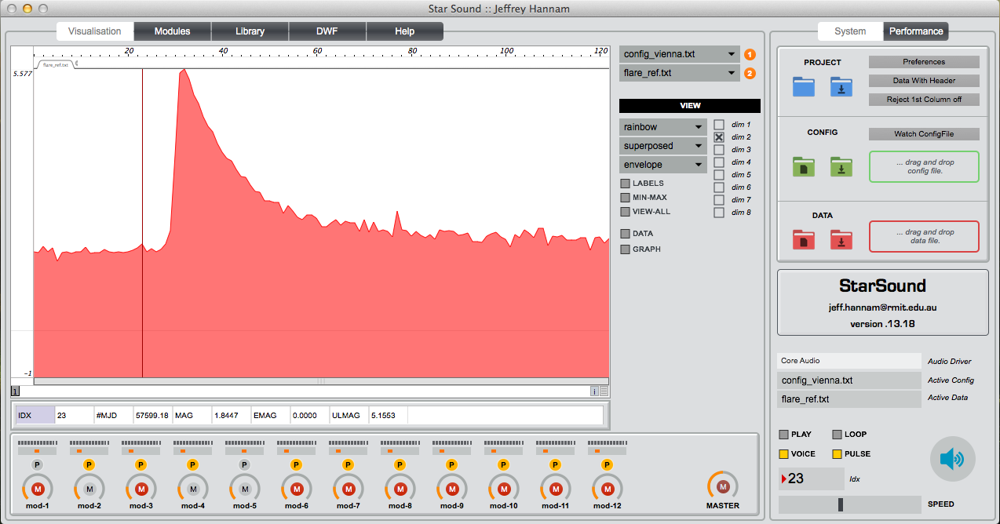 Star Sound :: Jeffrey Hannam
Visualisation Modules Library DWF Help
System Performance
20 40 60 80 100 120
flare_ref.txt
5.577
-1
1
i
config_vienna.txt 1
flare_ref.txt 2
VIEW
rainbow
superposed
envelope
dim 1
dim 2
dim 3
dim 4
dim 5
dim 6
dim 7
dim 8
LABELS
MIN-MAX
VIEW-ALL
DATA
GRAPH
IDX 23 #MJD 57599.18 MAG 1.8447 EMAG 0.0000 ULMAG 5.1553
P P P P P P P P P P P P
M M M M M M M M M M M M M
mod-1 mod-2 mod-3 mod-4 mod-5 mod-6 mod-7 mod-8 mod-9 mod-10 mod-11 mod-12 MASTER
PROJECT
Preferences
Data With Header
Reject 1st Column off
CONFIG
Watch ConfigFile
... drag and drop
config file.
DATA
... drag and drop
data file.
StarSound
jeff.hannam@rmit.edu.au
version .13.18
Core Audio Audio Driver
config_vienna.txt Active Config
flare_ref.txt Active Data
PLAY LOOP
VOICE PULSE
23 Idx
SPEED